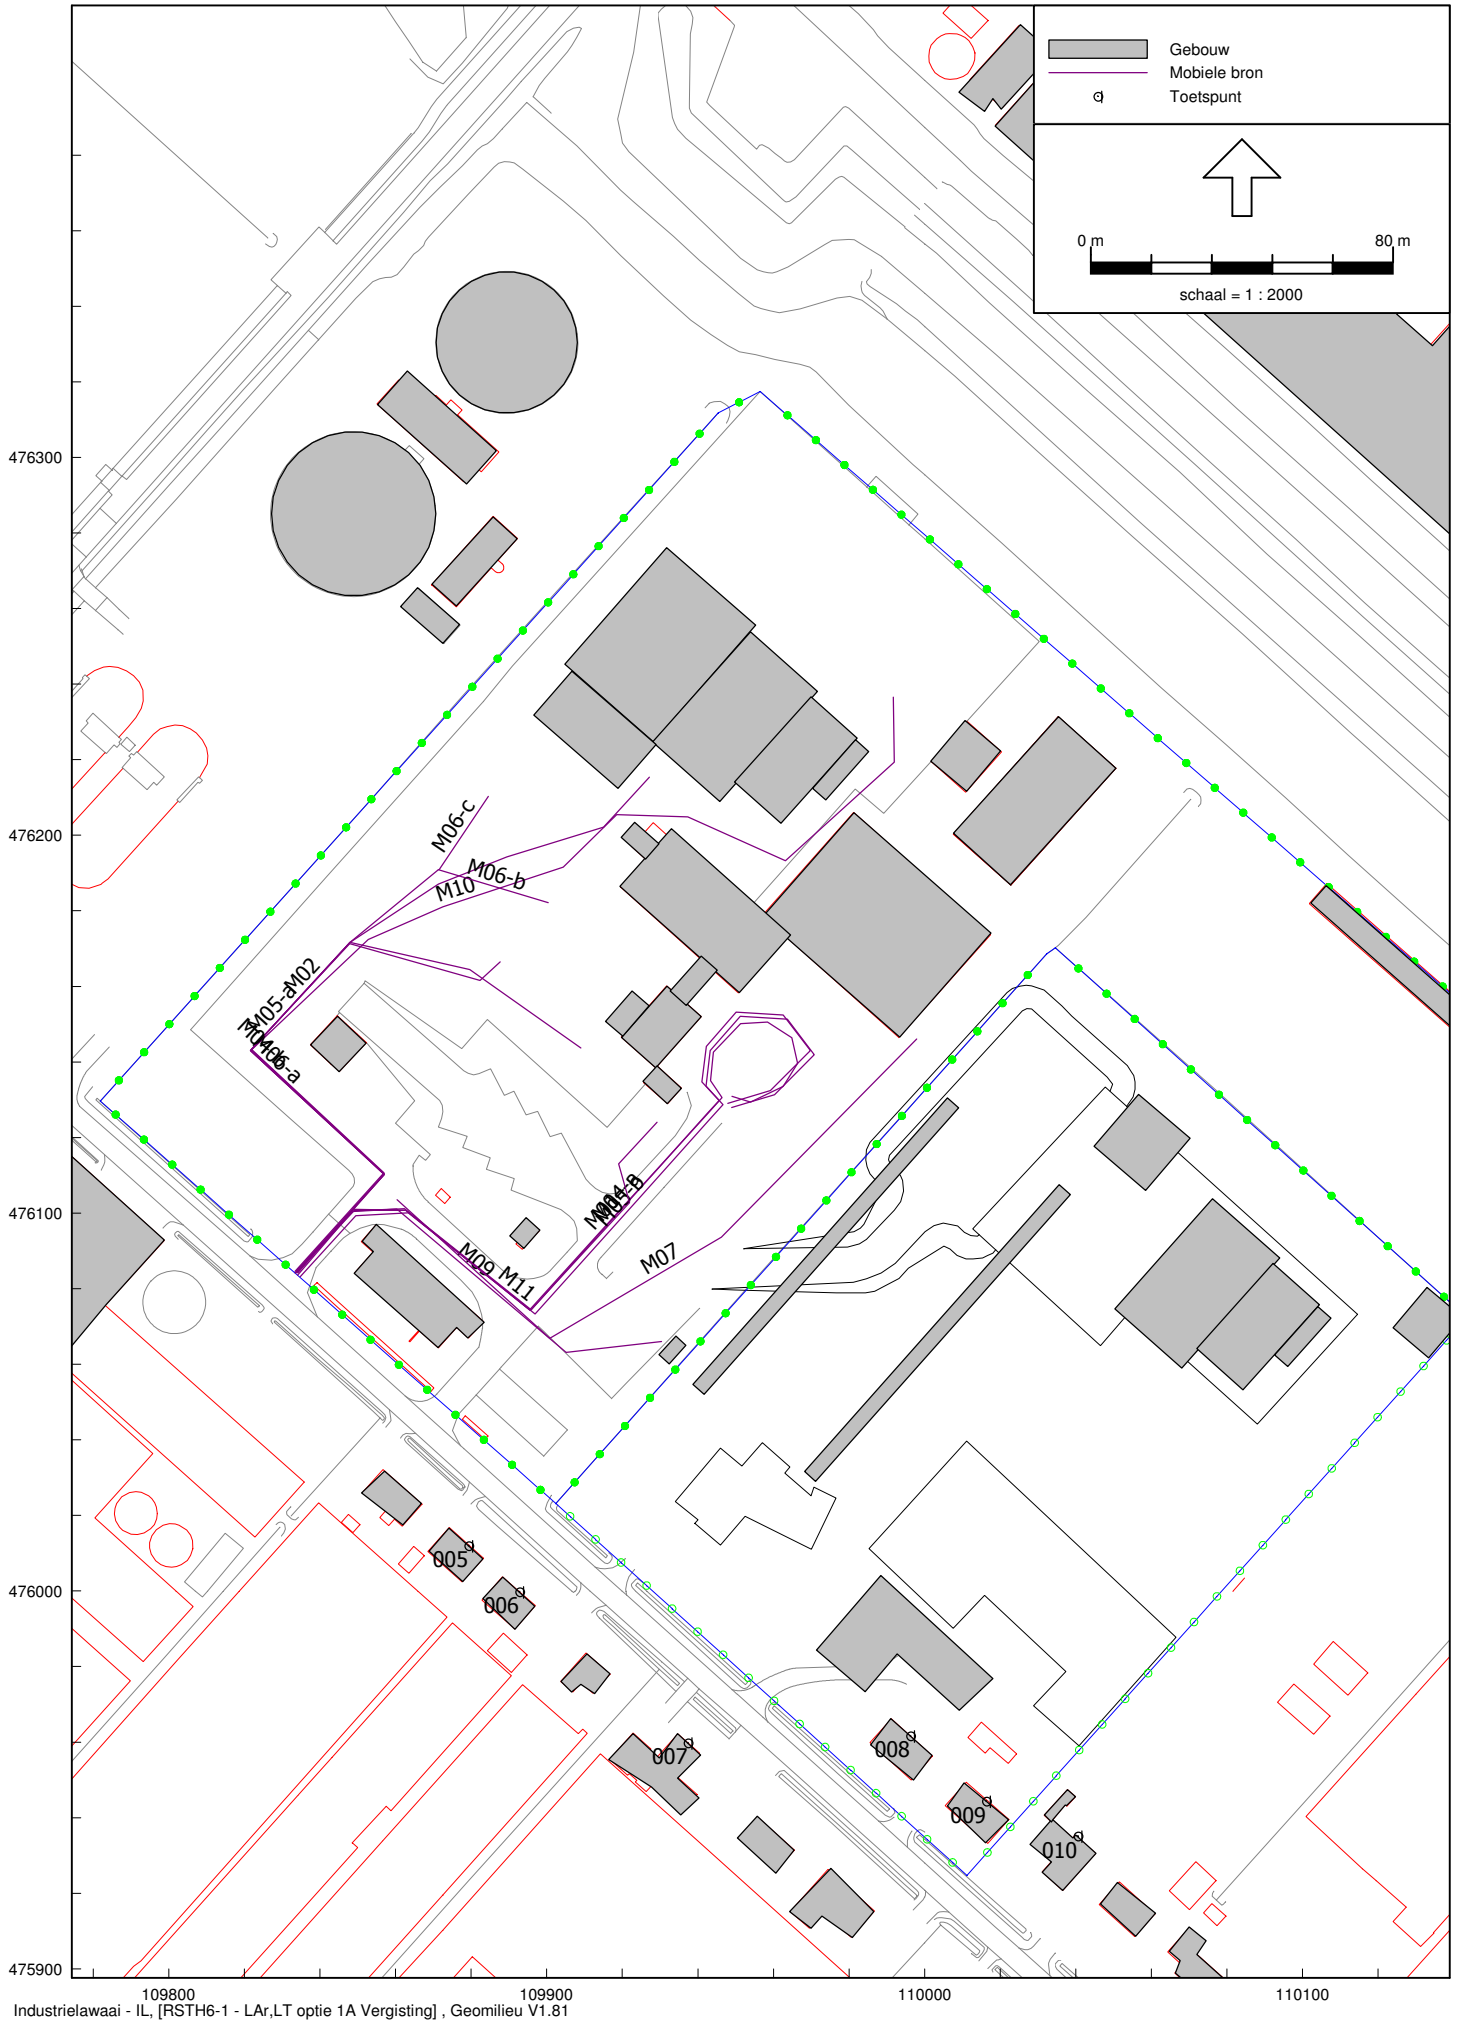 Gebouw
Mobiele bron
Toetspunt
0 m 80 m
schaal = 1 : 2000
476300
476200
476100
476000
475900
M06-c
M06-b
M10
M02
M05-a
M09
M11
M07
005
006
007
008
009
010
109800 109900 110000 110100
Industrielawaai - IL, [RSTH6-1 - LAr,LT optie 1A Vergisting] , Geomilieu V1.81